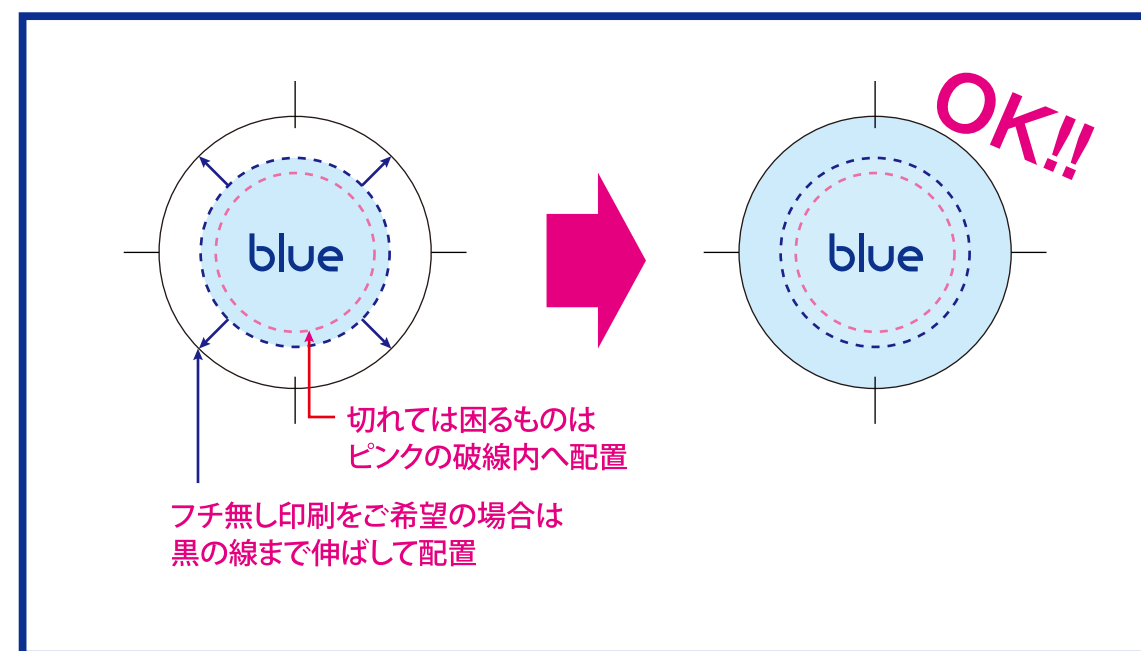 OK!!
blue
blue
切れては困るものは
ピンクの破線内へ配置
フチ無し印刷をご希望の場合は
黒の線まで伸ばして配置